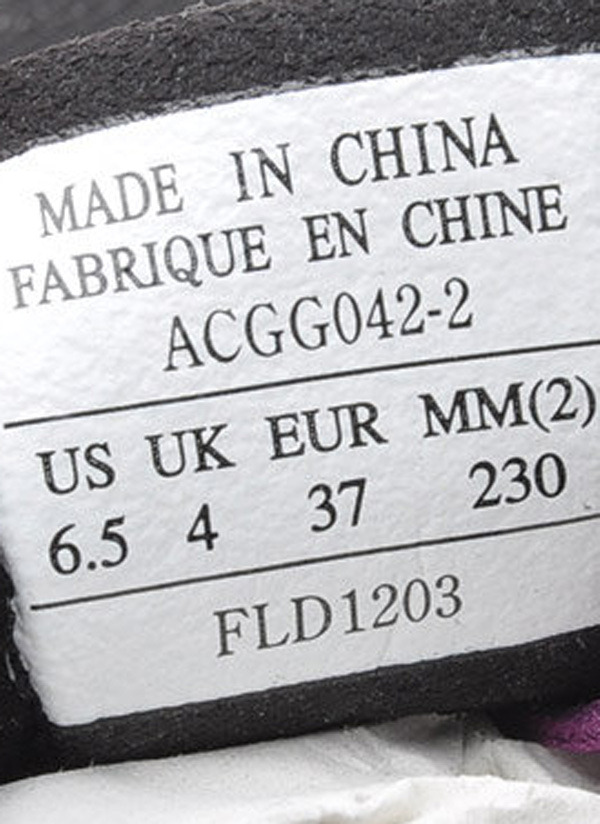 MADE IN CHINA
FABRIQUE EN CHINE
ACGG042-2
US UK EUR MM(2)
6.5 4 37 230
FLD1203